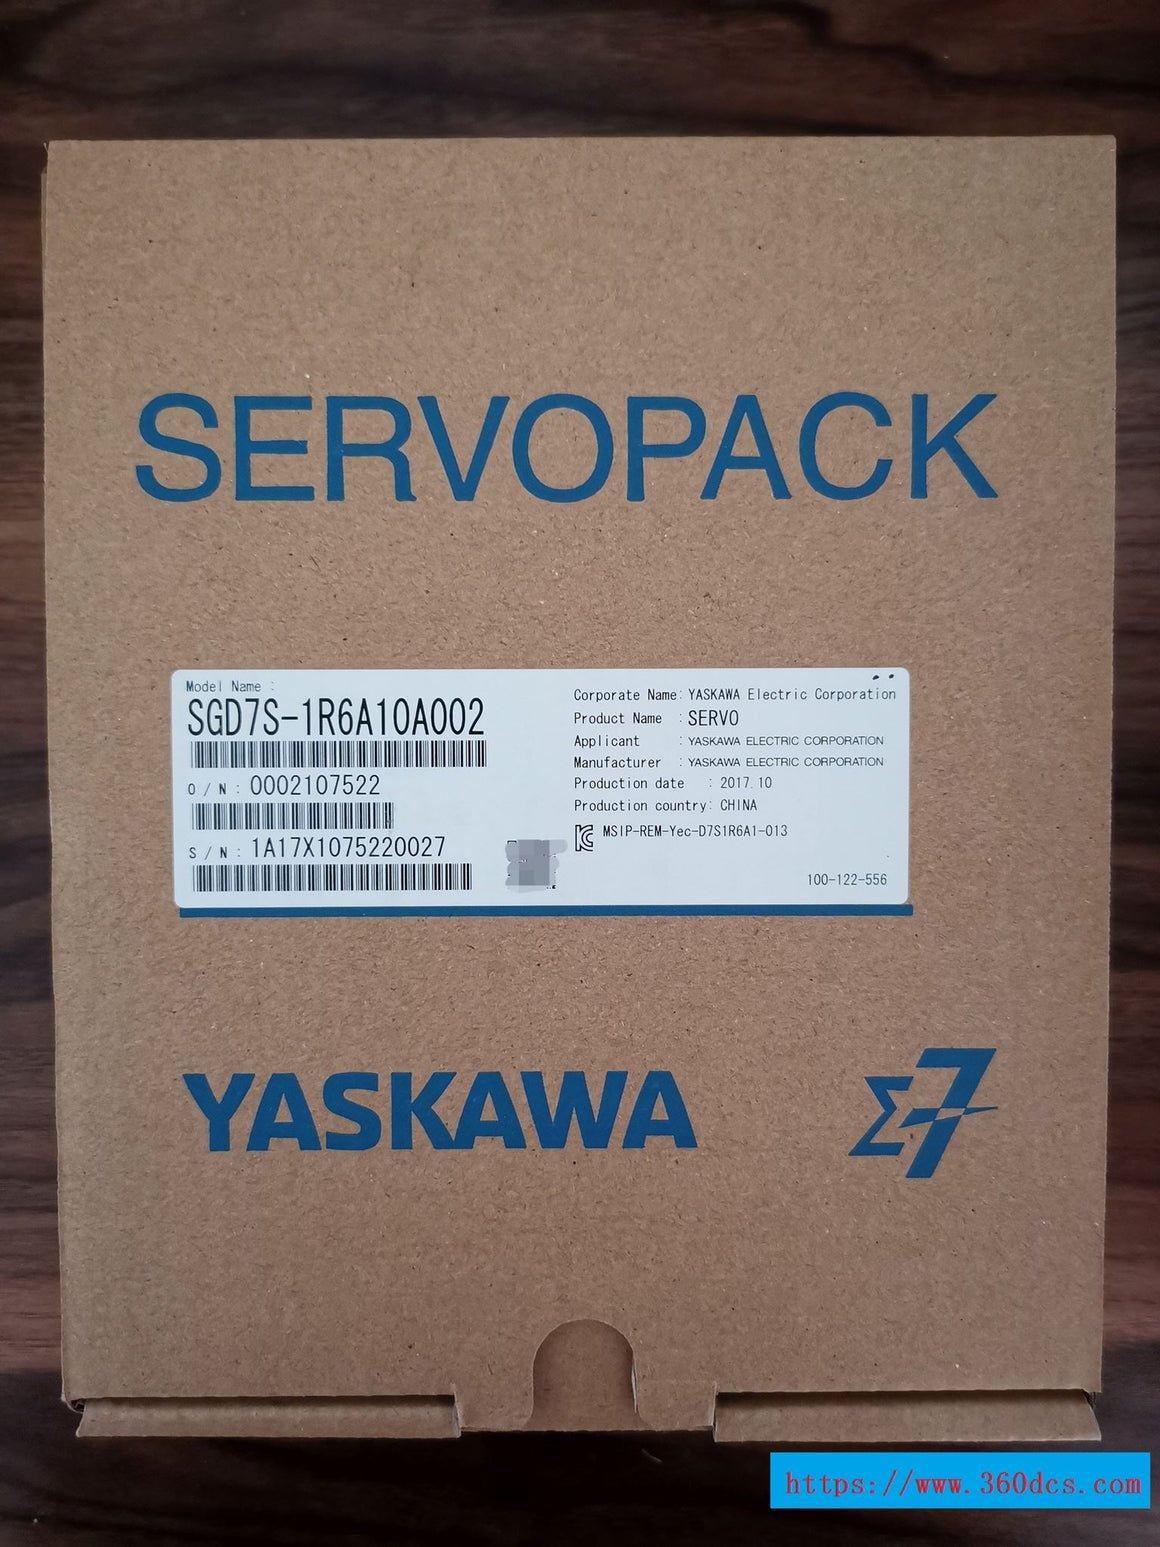 SERVOPACK
Model Name :
SGD7S-1R6A10A002
O / N : 0002107522
S / N : 1A17X1075220027
Corporate Name: YASKAWA Electric Corporation
Product Name : SERVO
Applicant : YASKAWA ELECTRIC CORPORATION
Manufacturer : YASKAWA ELECTRIC CORPORATION
Production date : 2017.10
Production country: CHINA
MSIP-REM-Yec-D7S1R6A1-013
100-122-556
YASKAWA
Σ7
https://www.360dcs.com